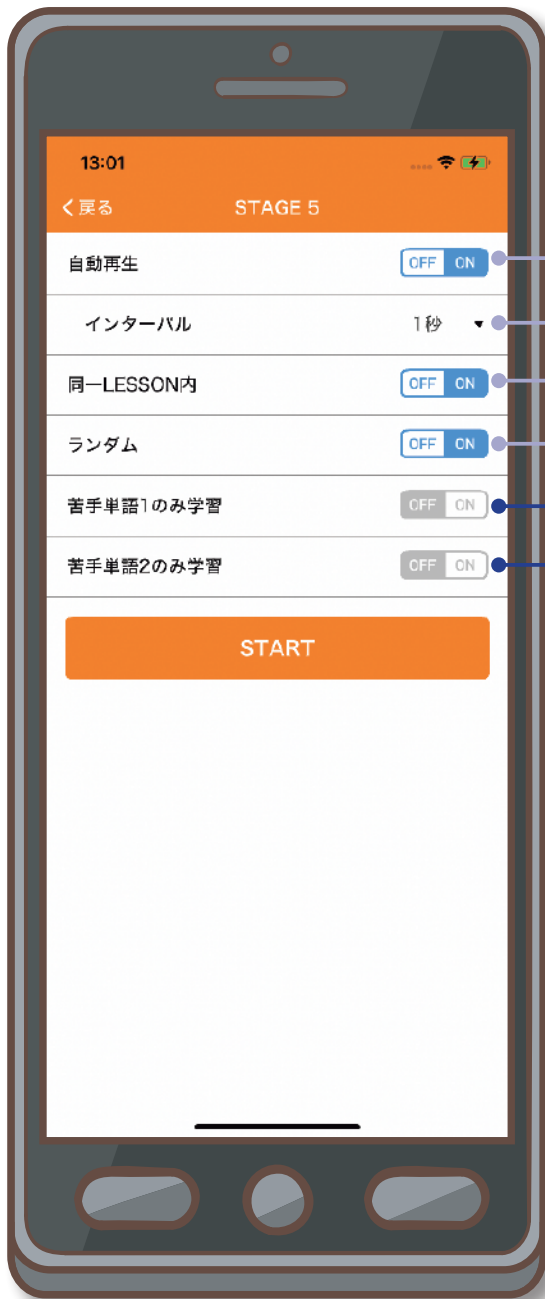 13:01
戻る STAGE 5
自動再生 OFF ON
インターバル 1秒
同一LESSON内 OFF ON
ランダム OFF ON
苦手単語1のみ学習 OFF ON
苦手単語2のみ学習 OFF ON
START